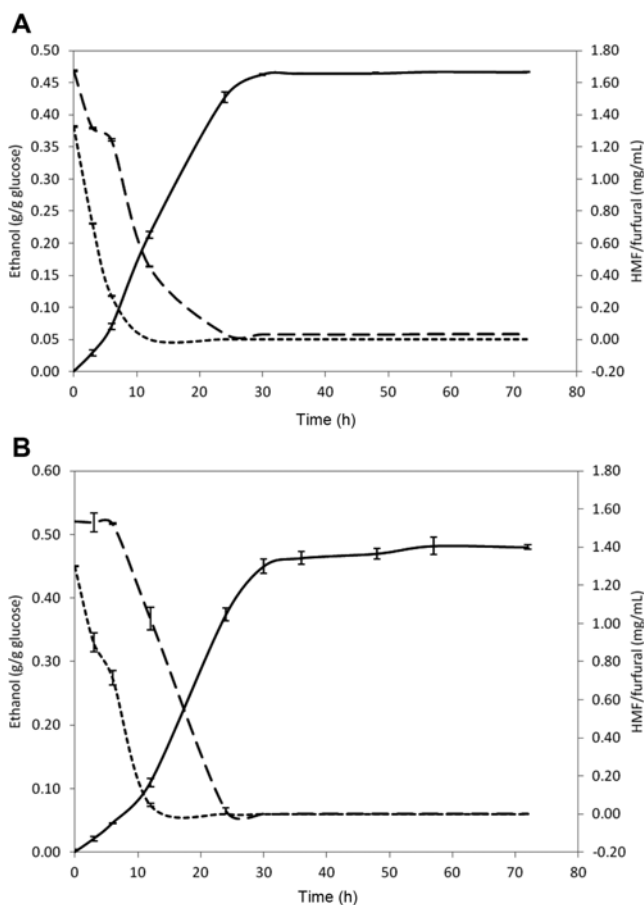 A
0.50 1.80
0.45 1.60
0.40 1.40
0.35 1.20
0.30 1.00
0.25 0.80
0.20 0.60
0.15 0.40
0.10 0.20
0.05 0.00
0.00 -0.20
Ethanol (g/g glucose)
HMF/furfural (mg/mL)
0 10 20 30 40 50 60 70 80
Time (h)
B
0.60 1.80
1.60
0.50 1.40
0.40 1.20
1.00
0.30 0.80
0.20 0.60
0.40
0.10 0.20
0.00
0.00 -0.20
Ethanol (g/g glucose)
HMF/furfural (mg/mL)
0 10 20 30 40 50 60 70 80
Time (h)